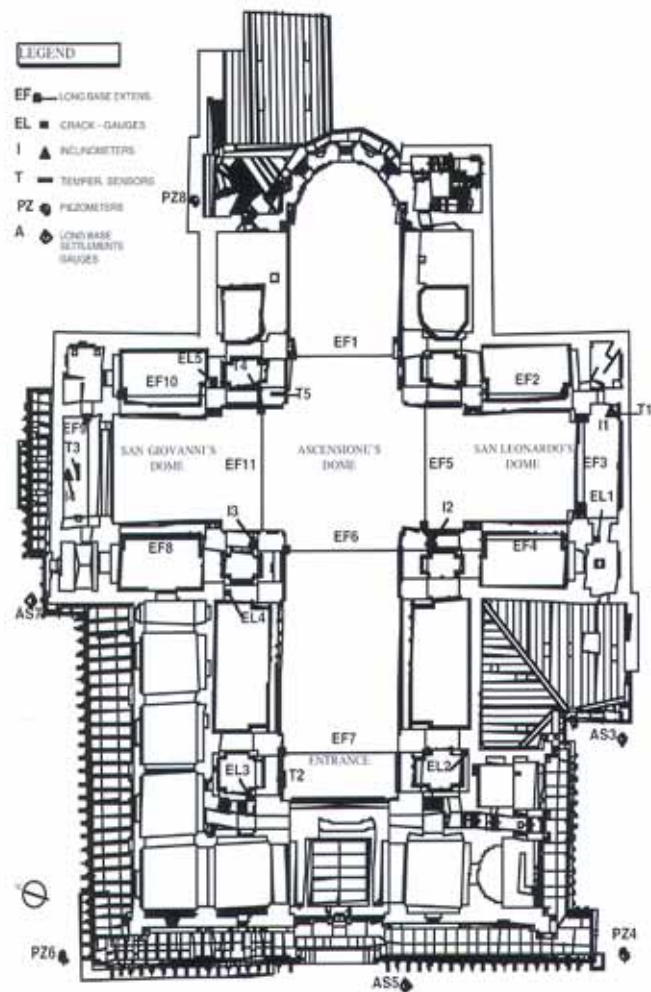 LEGEND
EF LONG BASE EXTENS.
EL CRACK - GAUGES
I INCLINOMETERS
T TEMPER. SENSORS
PZ PIEZOMETERS
A LONG BASE
SETTLEMENTS
GAUGES
PZ8
EF1
EL5
T4
EF10
T5
EF2
I1
T1
EF9
T3
SAN GIOVANNI'S
DOME
EF11
ASCENSIONE'S
DOME
EF5
SAN LEONARDO'S
DOME
EF3
EL1
I3
I2
EF6
EF8
EF4
EL4
EF7
ENTRANCE
AS3
EL3
T2
EL2
PZ6
AS5
PZ4